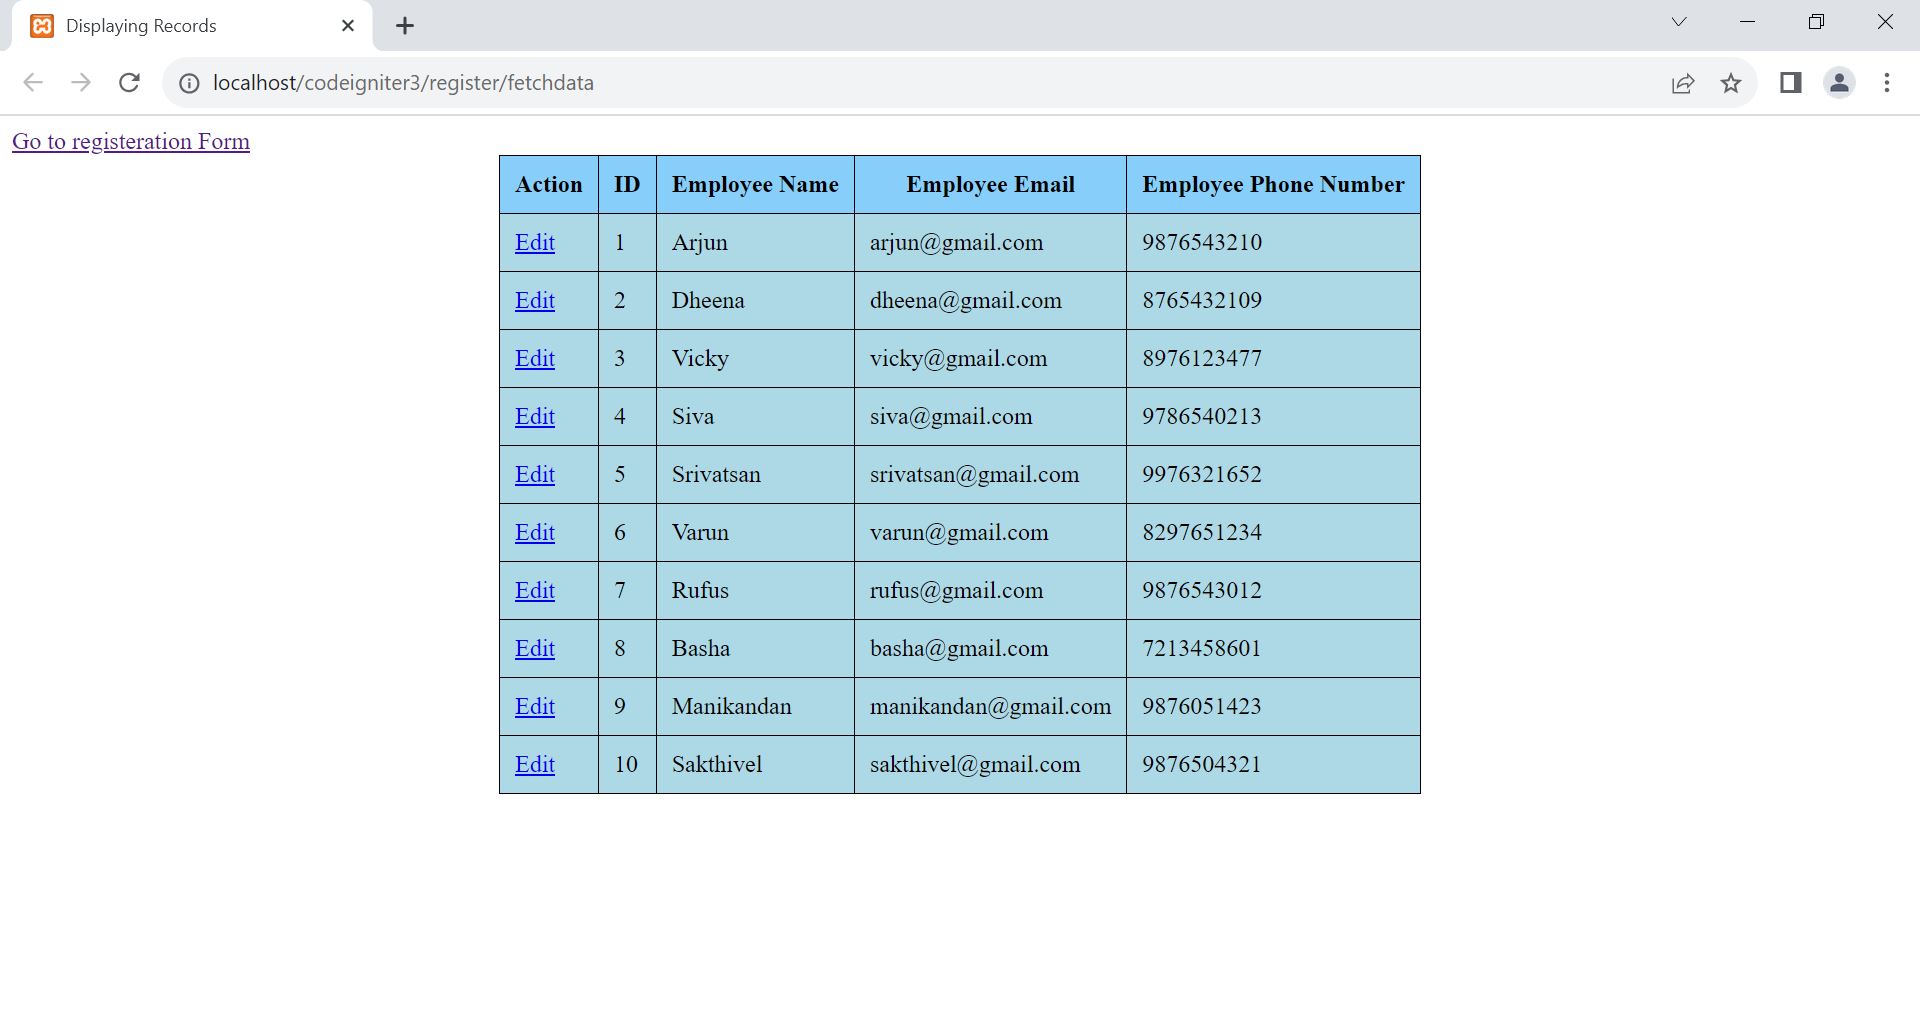 Displaying Records
localhost/codeigniter3/register/fetchdata
Go to registeration Form
Action ID Employee Name Employee Email Employee Phone Number
Edit 1 Arjun arjun@gmail.com 9876543210
Edit 2 Dheena dheena@gmail.com 8765432109
Edit 3 Vicky vicky@gmail.com 8976123477
Edit 4 Siva siva@gmail.com 9786540213
Edit 5 Srivatsan srivatsan@gmail.com 9976321652
Edit 6 Varun varun@gmail.com 8297651234
Edit 7 Rufus rufus@gmail.com 9876543012
Edit 8 Basha basha@gmail.com 7213458601
Edit 9 Manikandan manikandan@gmail.com 9876051423
Edit 10 Sakthivel sakthivel@gmail.com 9876504321